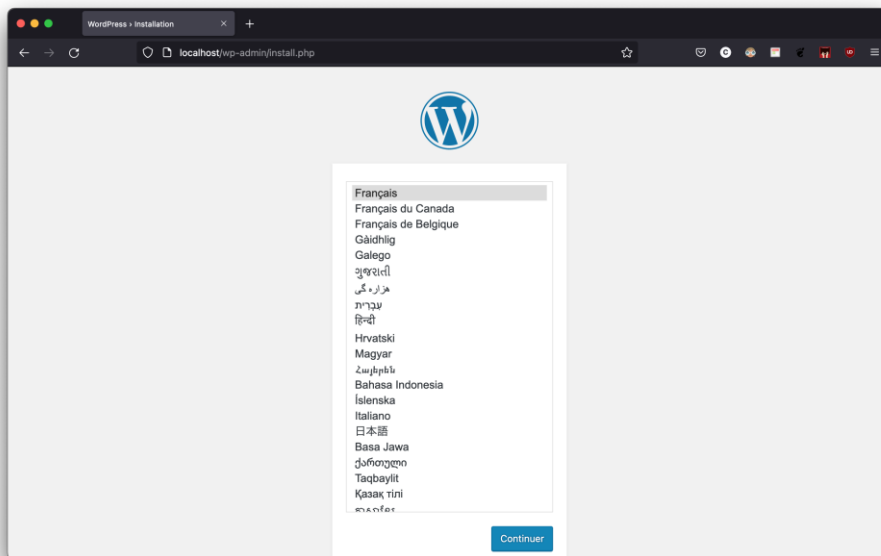 WordPress › Installation
localhost/wp-admin/install.php
Français
Français du Canada
Français de Belgique
Gàidhlig
Galego
ગુજરાતી
هزاره گی
עִבְרִית
हिन्दी
Hrvatski
Magyar
Հայերեն
Bahasa Indonesia
Íslenska
Italiano
日本語
Basa Jawa
ქართული
Taqbaylit
Қазақ тілі
Continuer